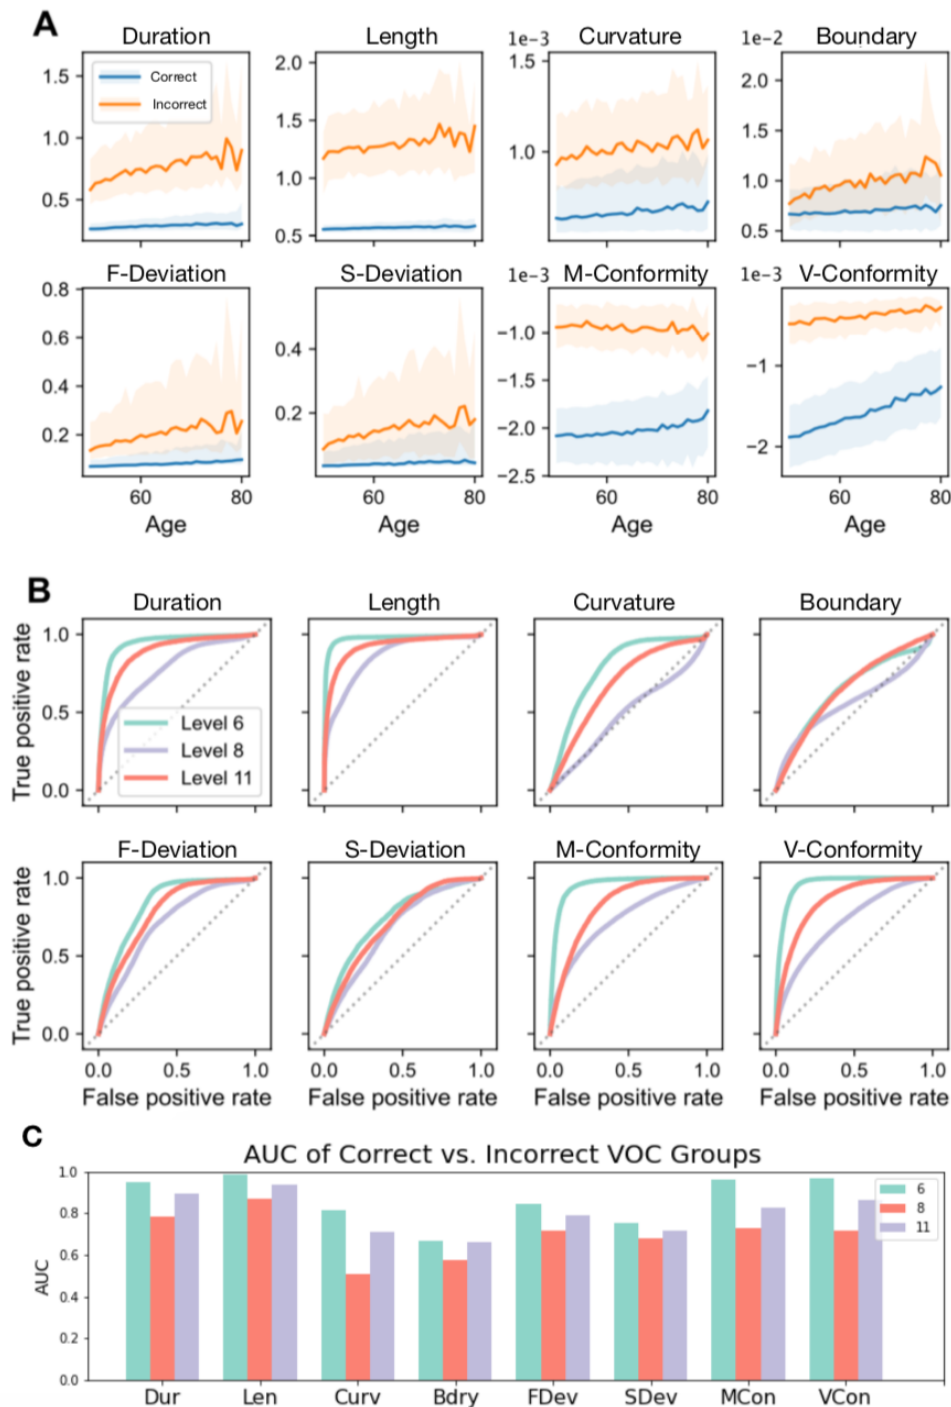 A
Duration Length Curvature Boundary
1e−3 1e−2
1.5 2.0 1.5 2.0
Correct
Incorrect
1.5
1.0 1.5
1.0
1.0 1.0
0.5
0.5 0.5
F-Deviation S-Deviation M-Conformity V-Conformity
1e−3 1e−3
0.8
0.6 0.4 −1.0 −1
−1.5
0.4
0.2 −2.0 −2
0.2
−2.5
60 80 60 80 60 80 60 80
Age Age Age Age
B
Duration Length Curvature Boundary
True positive rate
1.0
0.5
0.0
Level 6
Level 8
Level 11
F-Deviation S-Deviation M-Conformity V-Conformity
True positive rate
1.0
0.5
0.0
0.0 0.5 1.0 0.0 0.5 1.0 0.0 0.5 1.0 0.0 0.5 1.0
False positive rate False positive rate False positive rate False positive rate
C
AUC of Correct vs. Incorrect VOC Groups
AUC
1.0
0.8
0.6
0.4
0.2
0.0
6
8
11
Dur Len Curv Bdry FDev SDev MCon VCon